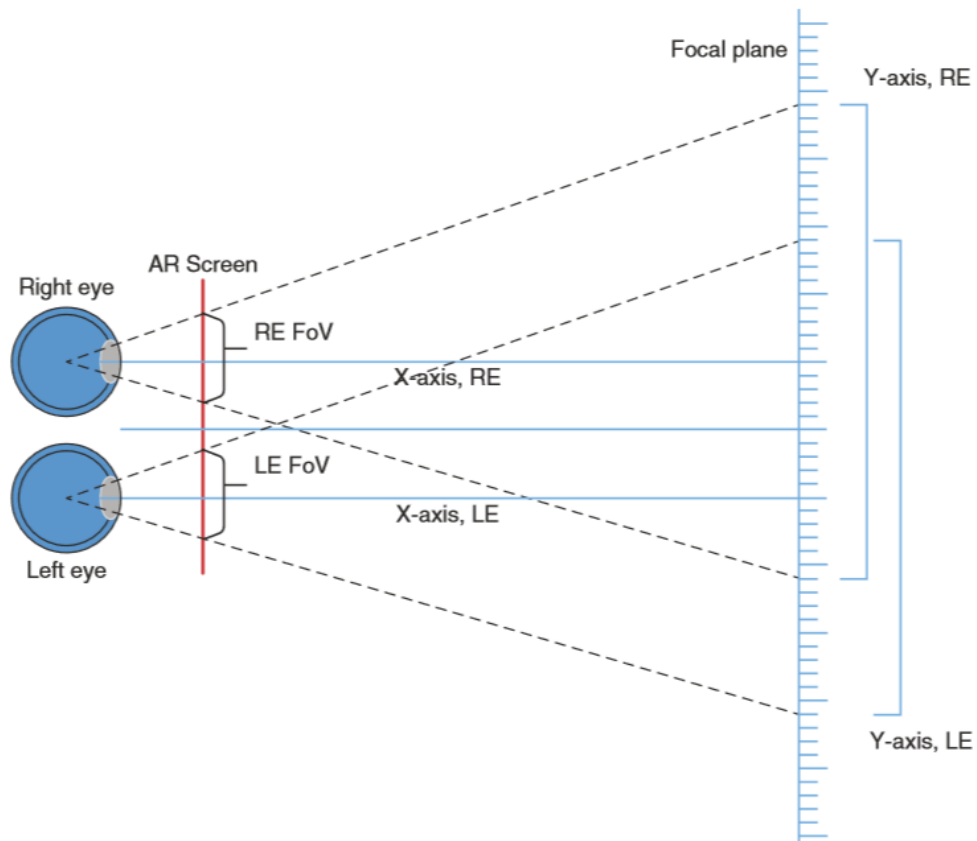 Focal plane
Y-axis, RE
AR Screen
Right eye
RE FoV
X-axis, RE
LE FoV
X-axis, LE
Left eye
Y-axis, LE